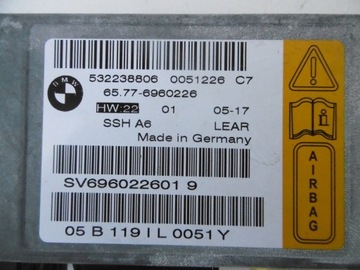 BMW
532238806 0051226 C7
65.77-6960226
HW:22 01 05-17
SSH A6 LEAR
Made in Germany
SV696022601 9
05 B 119 I L 0051Y
AIRBAG